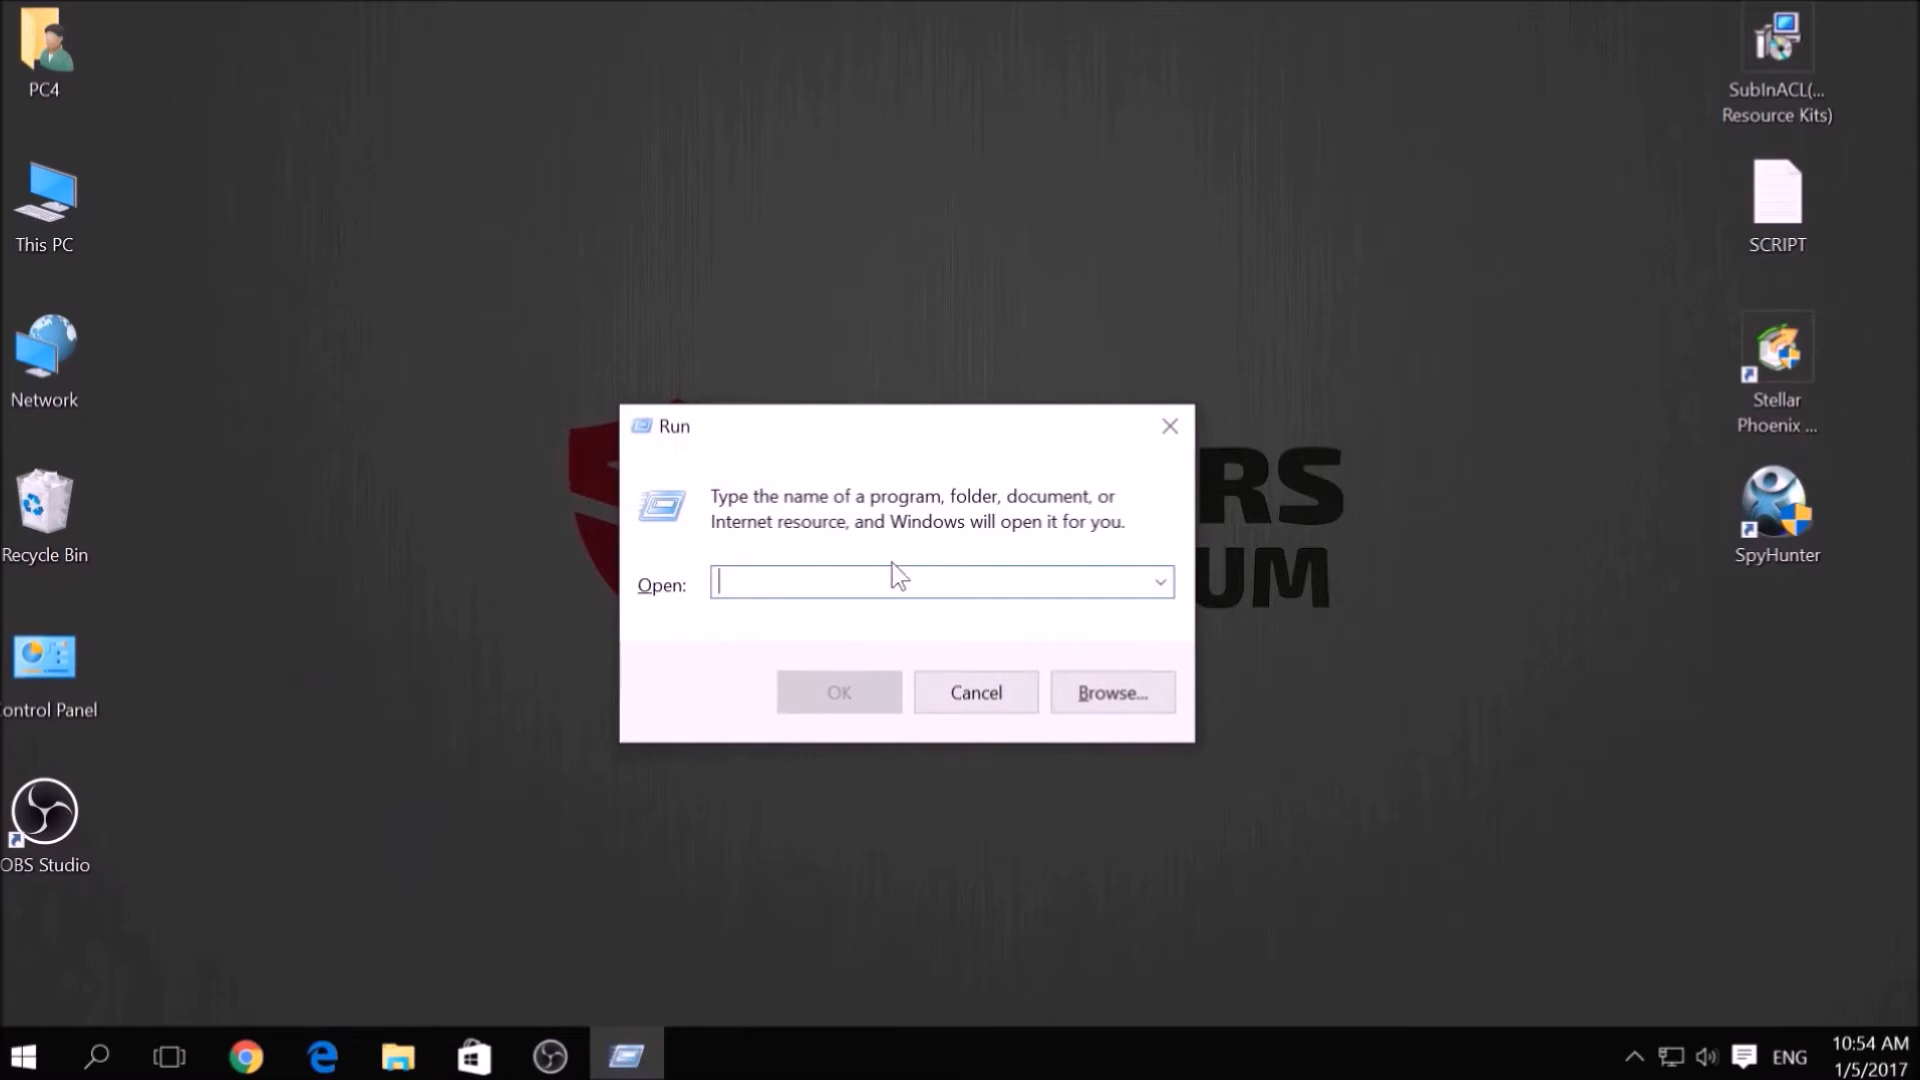 PC4
This PC
Network
Recycle Bin
ontrol Panel
OBS Studio
SubInACL(...
Resource Kits)
SCRIPT
Stellar
Phoenix ...
SpyHunter
RS
UM
Run
Type the name of a program, folder, document, or
Internet resource, and Windows will open it for you.
Open:
OK
Cancel
Browse...
ENG
10:54 AM
1/5/2017